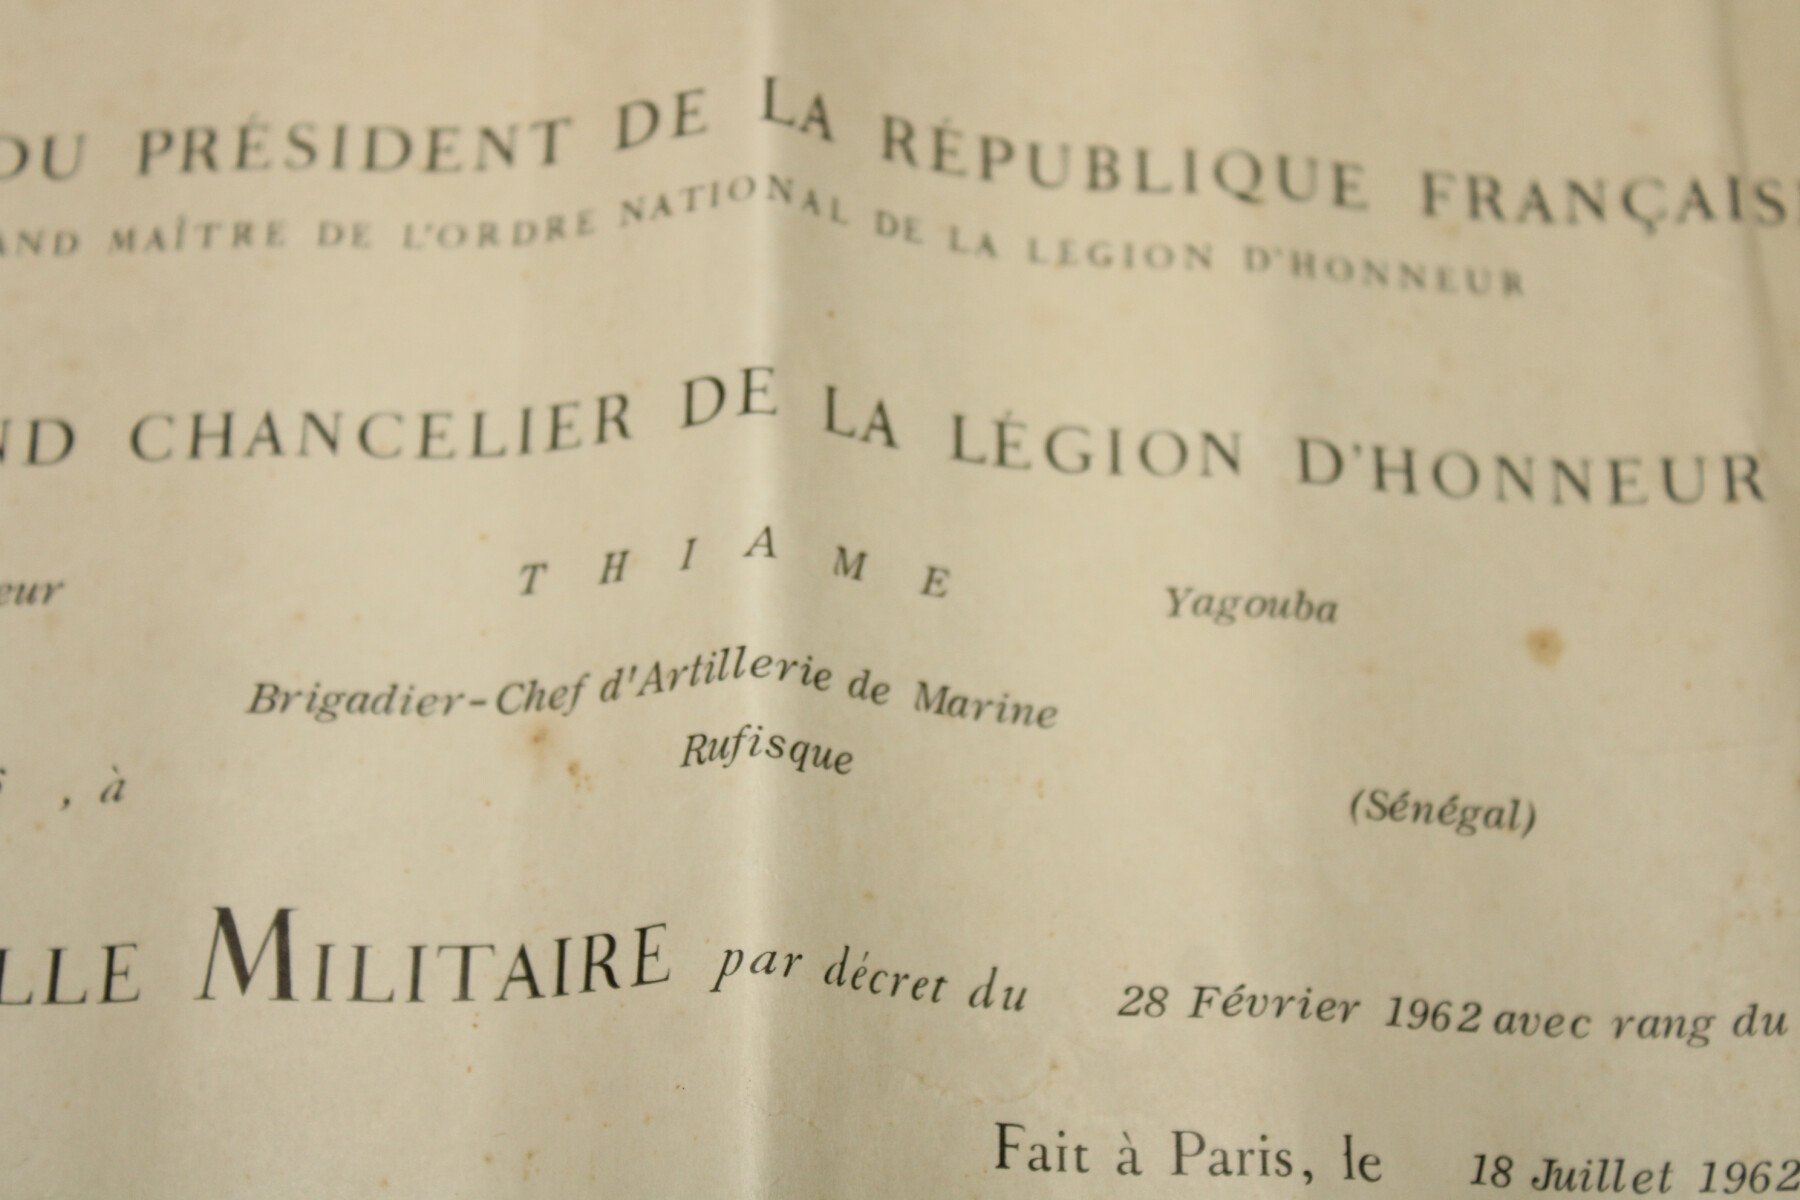 DU PRÉSIDENT DE LA RÉPUBLIQUE FRANÇAIS
AND MAÎTRE DE L'ORDRE NATIONAL DE LA LÉGION D'HONNEUR
ND CHANCELIER DE LA LÉGION D'HONNEUR
eur THIAME Yagouba
Brigadier-Chef d'Artillerie de Marine
, à Rufisque (Sénégal)
LLE MILITAIRE par décret du 28 Février 1962 avec rang du
Fait à Paris, le 18 Juillet 1962